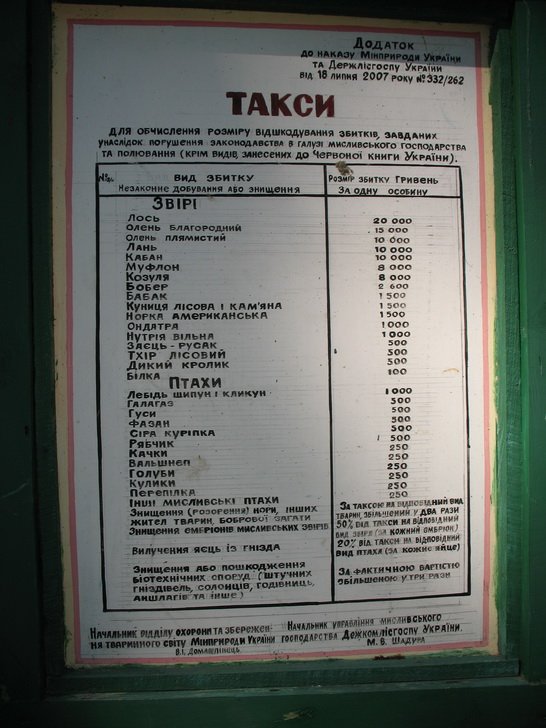 Додаток
до наказу Мінприроди України
та Держлісгоспу України
від 18 липня 2007 року №332/262
ТАКСИ
для обчислення розміру відшкодування збитків, завданих
унаслідок порушення законодавства в галузі мисливського господарства
та полювання (крім видів, занесених до Червоної книги України).
№ Вид збитку Розмір збитку гривень
Незаконне добування або знищення За одну особину
Звірі
Лось 20 000
Олень благородний 15 000
Олень плямистий 10 000
Лань 10 000
Кабан 10 000
Муфлон 8 000
Козуля 8 000
Бобер 2 600
Бабак 1 500
Куниця лісова і кам'яна 1 500
Норка американська 1 500
Ондатра 1 000
Нутрія вільна 1 000
Заєць-русак 500
Тхір лісовий 500
Дикий кролик 500
Білка 100
Птахи
Лебідь шипун і кликун 1 000
Галагаз 500
Гуси 500
Фазан 500
Сіра куріпка 500
Рябчик 500
Качки 250
Вальшнеп 250
Голуби 250
Кулики 250
Перепілка 250
Інші мисливські птахи 250
Знищення (розорення) нори, інших За таксою на відповідний вид
жител тварин, бобрової загати тварин, збільшеній у два рази
Знищення ембріонів мисливських звірів 50% від такси на відповідний
вид звіра (за кожний ембріон)
Вилучення яєць із гнізда 20% від такси на відповідний
вид птаха (за кожне яйце)
Знищення або пошкодження За фактичною вартістю
біотехнічних споруд (штучних збільшеною у три рази
гніздівель, солонців, годівниць,
аншлагів та інше)
Начальник відділу охорони та збережен- Начальник управління мисливського
ня тваринного світу Мінприроди України господарства Держкомлісгоспу України.
В.І. Домашлінець М. В. Шадура